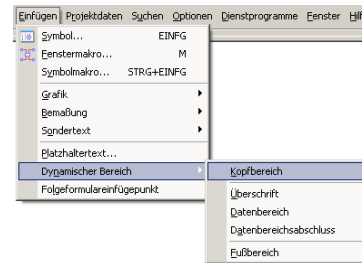 Einfügen Projektdaten Suchen Optionen Dienstprogramme Fenster
Symbol... EINFG
Fenstermakro... M
Symbolmakro... STRG+EINFG
Grafik
Bemaßung
Sondertext
Platzhaltertext...
Dynamischer Bereich
Kopfbereich
Folgeformulareinfügepunkt
Überschrift
Datenbereich
Datenbereichsabschluss
Fußbereich